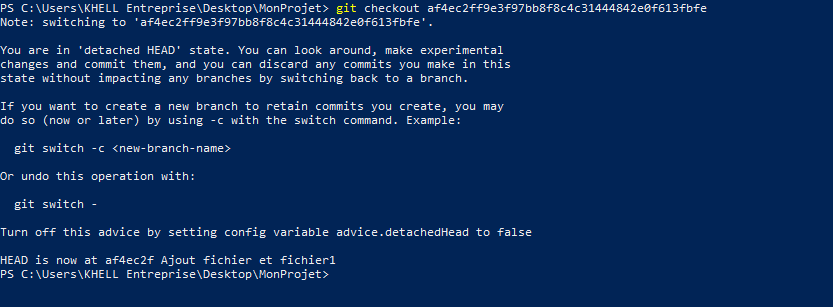 PS C:\Users\KHELL Entreprise\Desktop\MonProjet> git checkout af4ec2ff9e3f97bb8f8c4c31444842e0f613fbfe
Note: switching to 'af4ec2ff9e3f97bb8f8c4c31444842e0f613fbfe'.
You are in 'detached HEAD' state. You can look around, make experimental
changes and commit them, and you can discard any commits you make in this
state without impacting any branches by switching back to a branch.
If you want to create a new branch to retain commits you create, you may
do so (now or later) by using -c with the switch command. Example:
git switch -c <new-branch-name>
Or undo this operation with:
git switch -
Turn off this advice by setting config variable advice.detachedHead to false
HEAD is now at af4ec2f Ajout fichier et fichier1
PS C:\Users\KHELL Entreprise\Desktop\MonProjet>